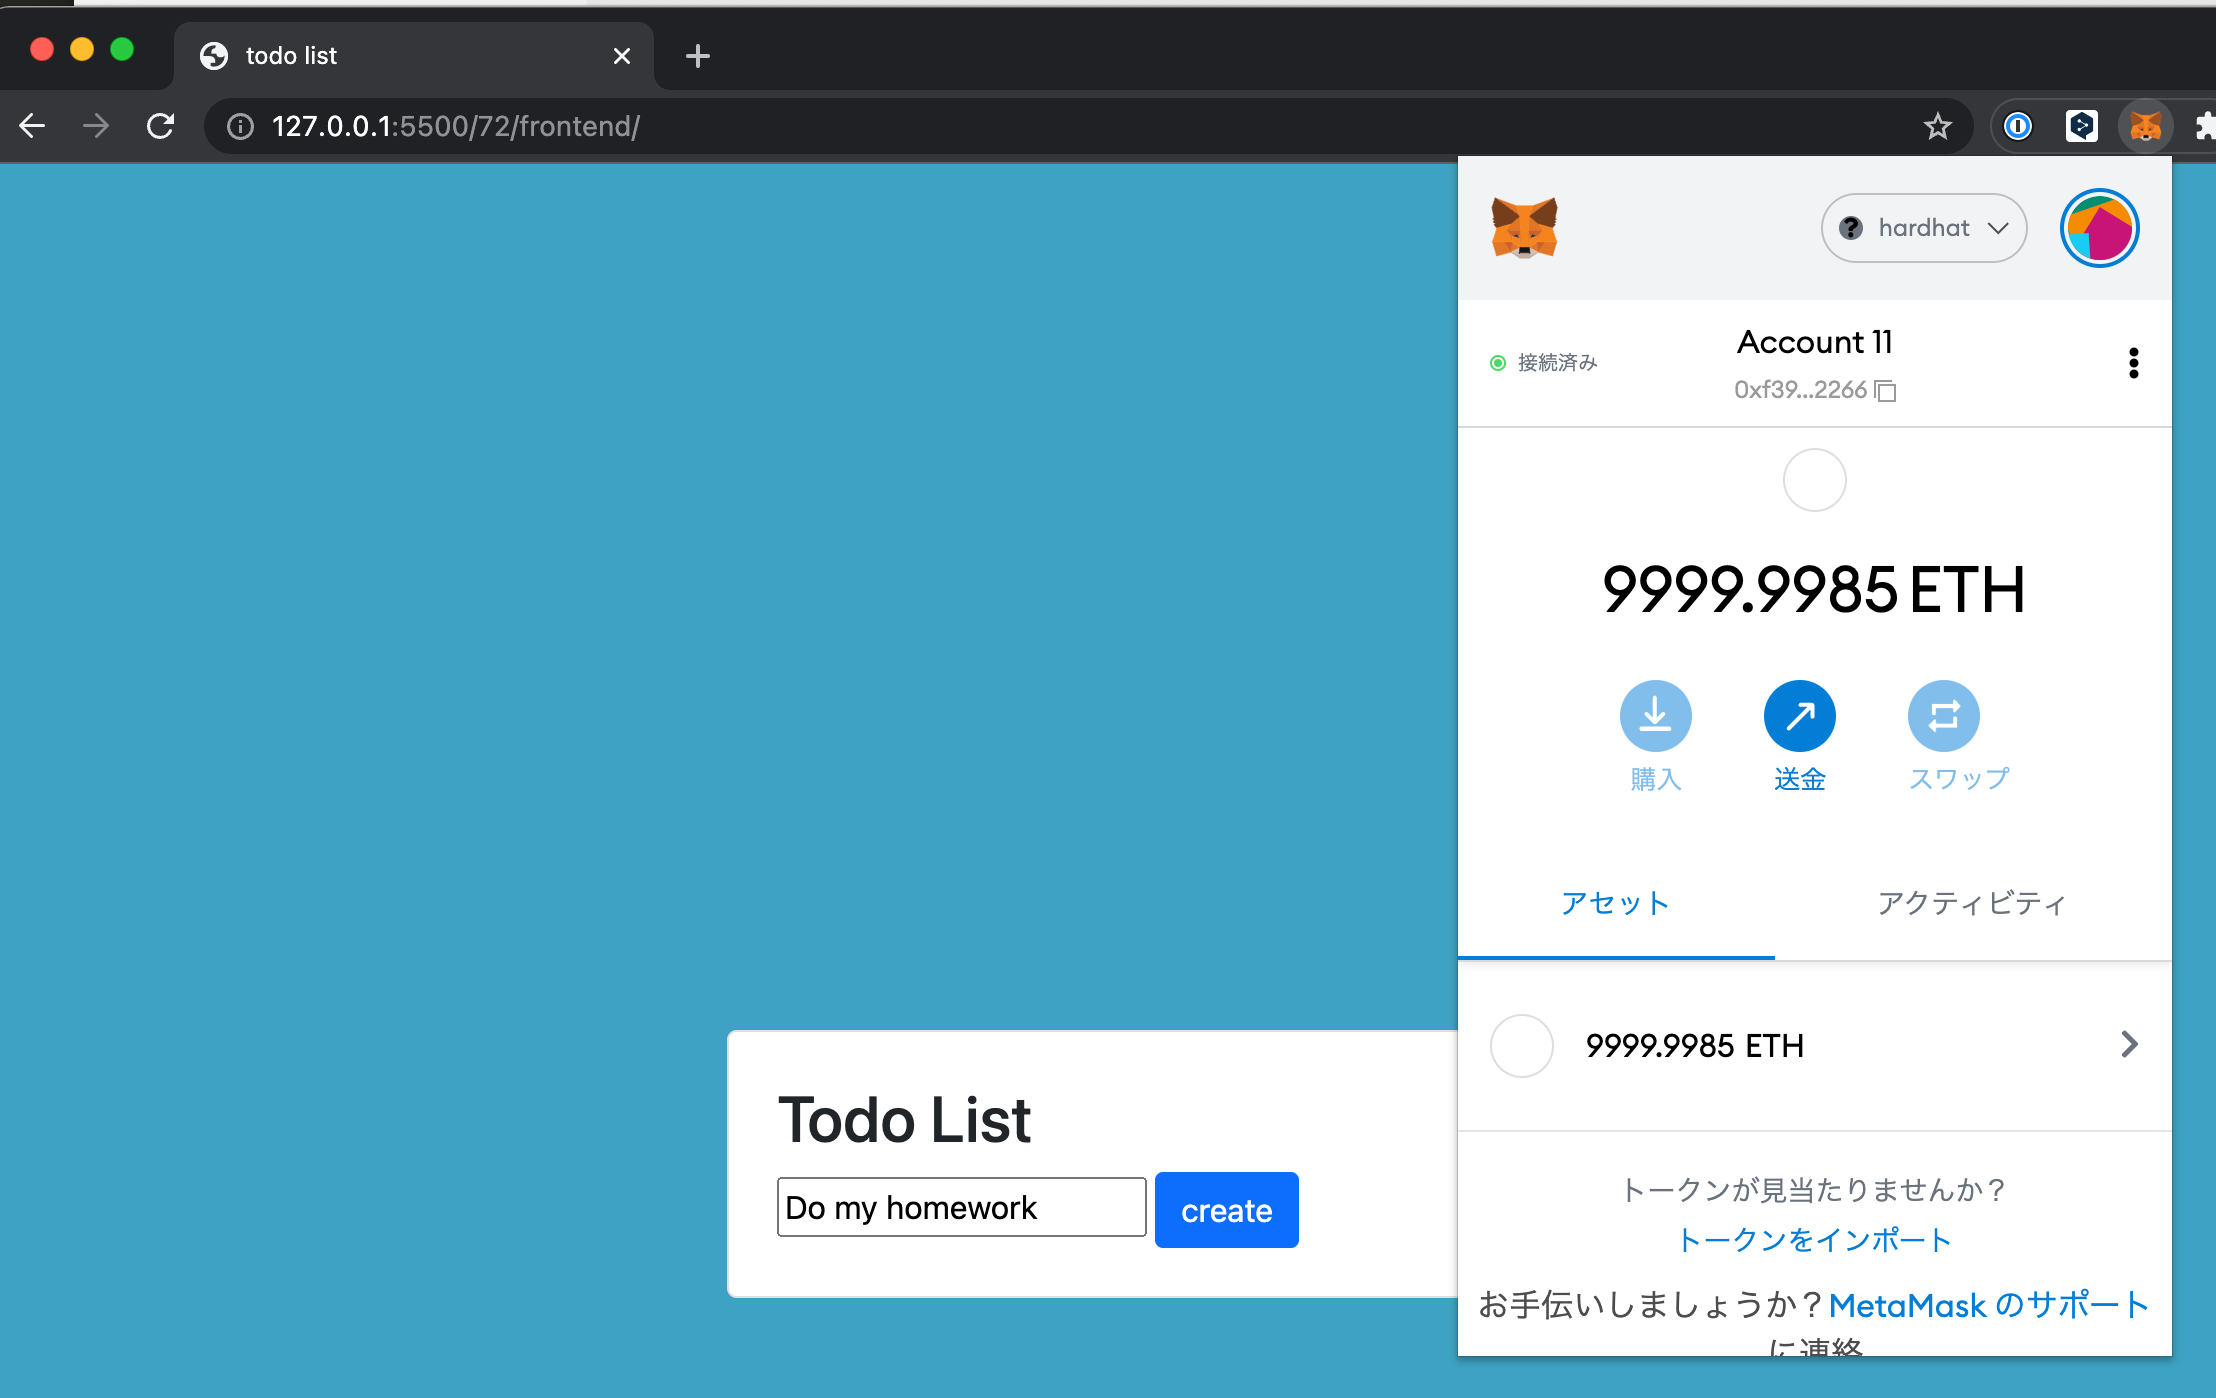 todo list
127.0.0.1:5500/72/frontend/
hardhat
接続済み
Account 11
0xf39...2266
9999.9985 ETH
購入
送金
スワップ
アセット
アクティビティ
9999.9985 ETH
Todo List
Do my homework
create
トークンが見当たりませんか？
トークンをインポート
お手伝いしましょうか？MetaMask のサポート
に連絡